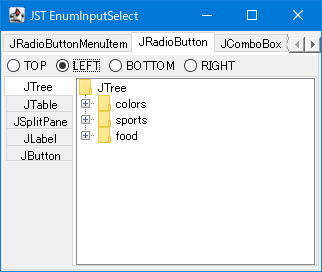 JST EnumInputSelect
JRadioButtonMenuItem JRadioButton JComboBox
TOP LEFT BOTTOM RIGHT
JTree
JTable
JSplitPane
JLabel
JButton
JTree
colors
sports
food